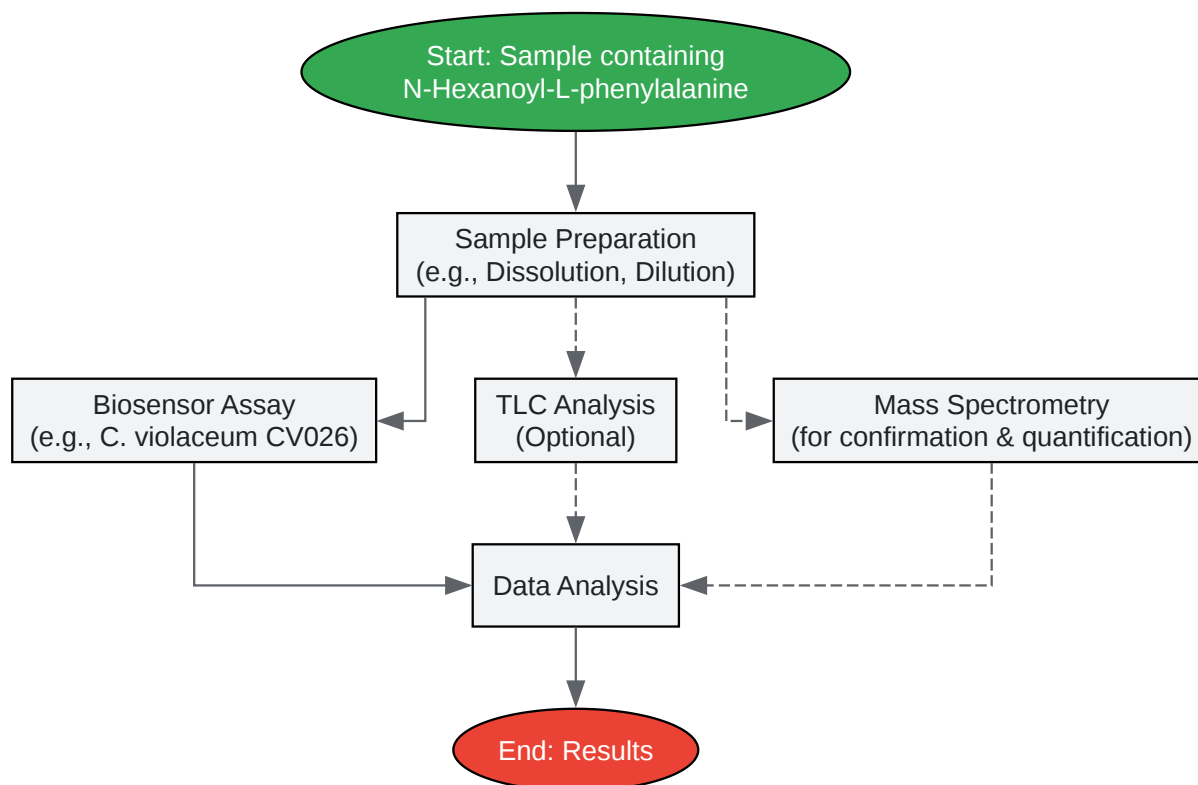 Start: Sample containing
N-Hexanoyl-L-phenylalanine
Sample Preparation
(e.g., Dissolution, Dilution)
Biosensor Assay
(e.g., C. violaceum CV026)
TLC Analysis
(Optional)
Mass Spectrometry
(for confirmation & quantification)
Data Analysis
End: Results